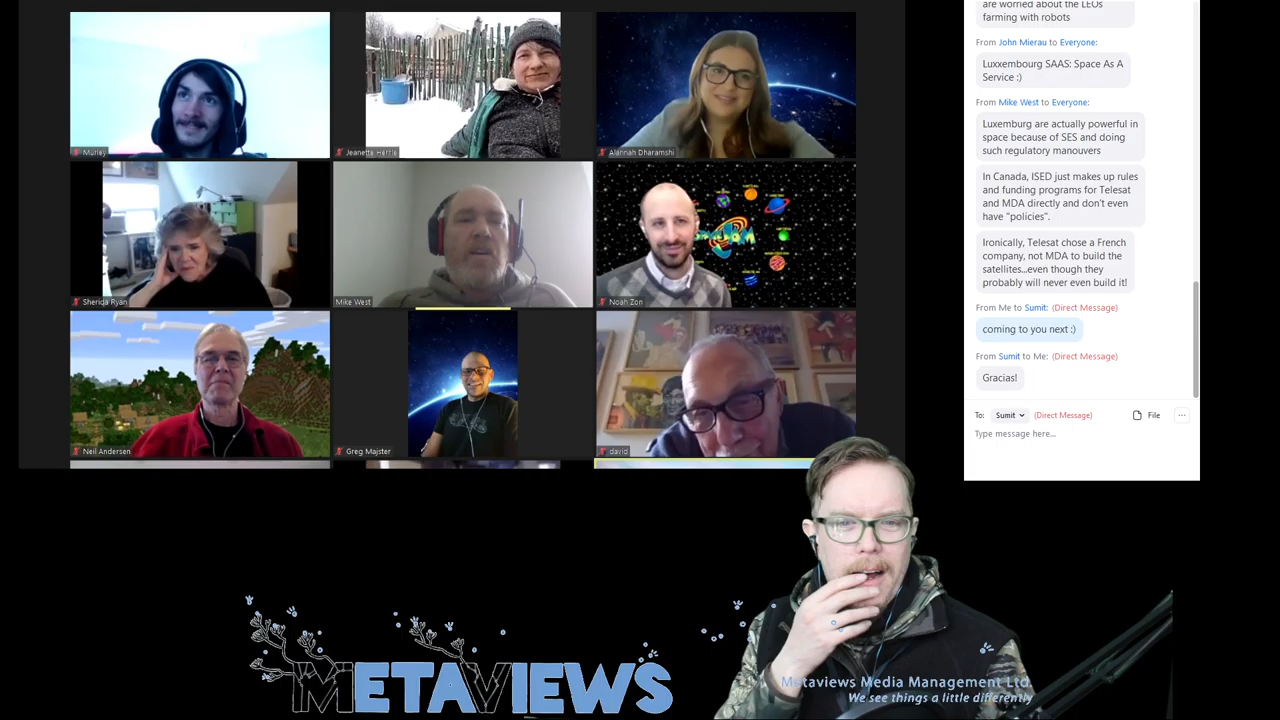 Murley
Jeanette Herrle
Alannah Dharamshi
Sherida Ryan
Mike West
Noah Zon
Neil Andersen
Greg Majster
david
are worried about the LEOs
farming with robots
From John Mierau to Everyone:
Luxxembourg SAAS: Space As A
Service :)
From Mike West to Everyone:
Luxemburg are actually powerful in
space because of SES and doing
such regulatory manouvers
In Canada, ISED just makes up rules
and funding programs for Telesat
and MDA directly and don't even
have "policies".
Ironically, Telesat chose a French
company, not MDA to build the
satellites...even though they
probably will never even build it!
From Me to Sumit: (Direct Message)
coming to you next :)
From Sumit to Me: (Direct Message)
Gracias!
To: Sumit (Direct Message) File ...
Type message here...
METAVIEWS
Metaviews Media Management Ltd.
We see things a little differently